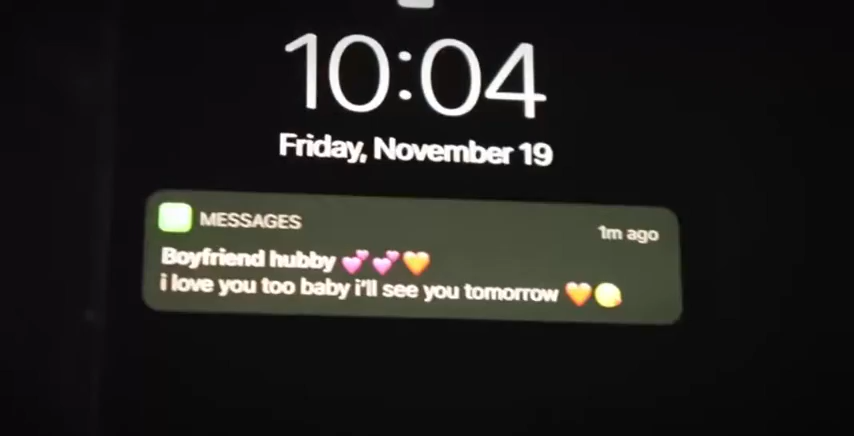 10:04
Friday, November 19
MESSAGES 1m ago
Boyfriend hubby 💕💕🧡
i love you too baby i'll see you tomorrow 🧡😘